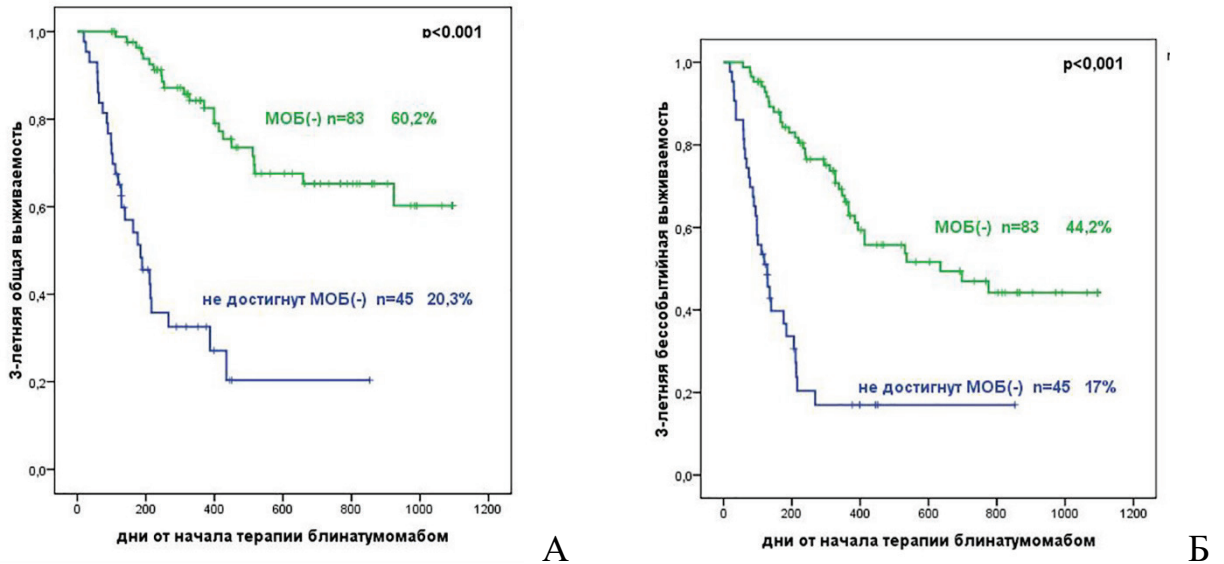 3-летняя общая выживаемость
1,0
0,8
0,6
0,4
0,2
0,0
p<0.001
МОБ(-) n=83 60,2%
не достигнут МОБ(-) n=45 20,3%
0 200 400 600 800 1000 1200
дни от начала терапии блинатумомабом
А
3-летняя бессобытийная выживаемость
1,0
0,8
0,6
0,4
0,2
0,0
p<0,001
МОБ(-) n=83 44,2%
не достигнут МОБ(-) n=45 17%
0 200 400 600 800 1000 1200
дни от начала терапии блинатумомабом
Б